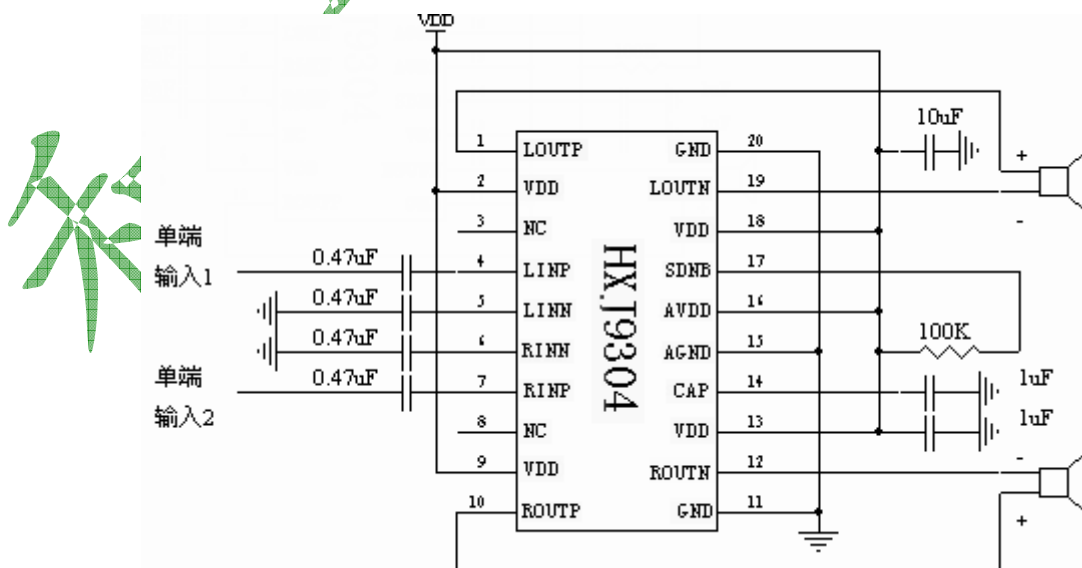 VDD
10uF
1 LOUTP GND 20
2 VDD LOUTN 19
3 NC VDD 18
单端
输入1
0.47uF 4 LINP SDNB 17
0.47uF 5 LINN AVDD 16
0.47uF 6 RINN AGND 15
100K
单端
输入2
0.47uF 7 RINP CAP 14 1uF
8 NC VDD 13 1uF
9 VDD ROUTN 12
10 ROUTP GND 11
HXJ9304
+
-
-
+